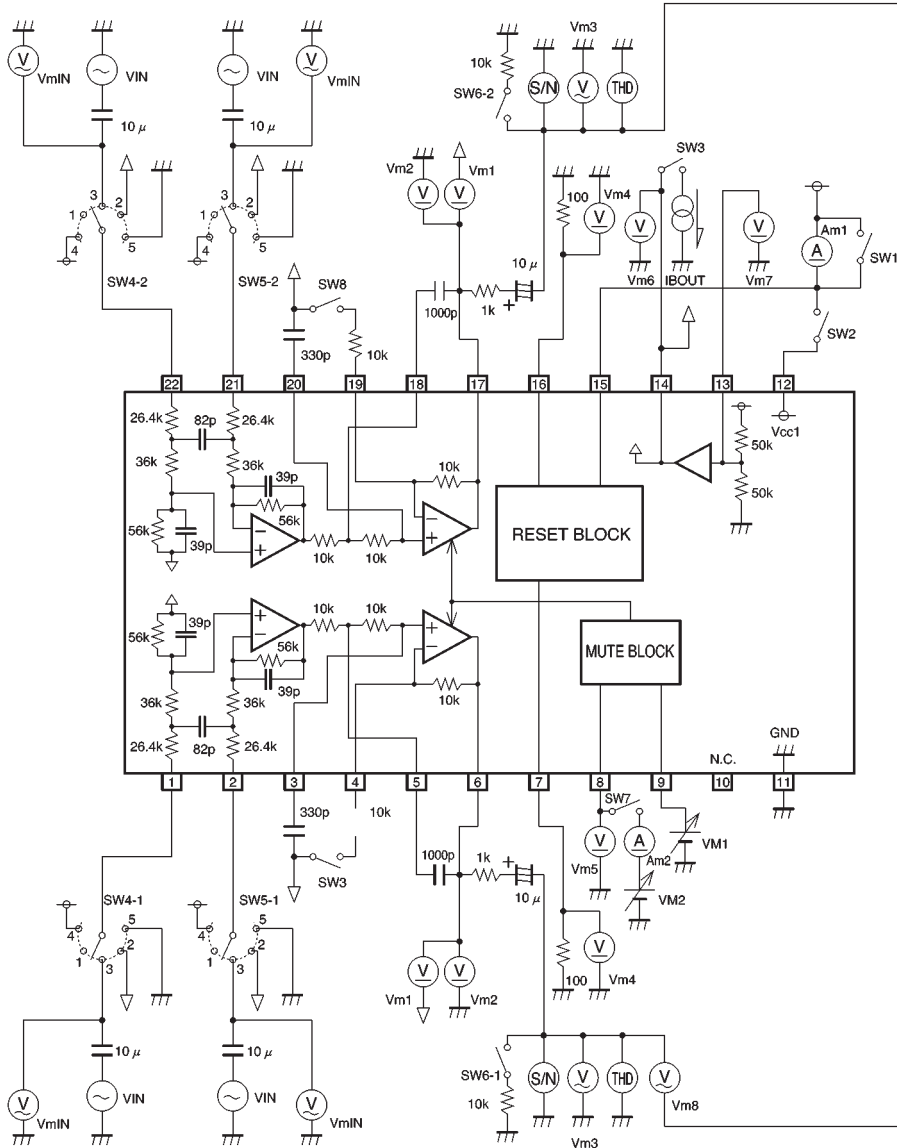 Vm3
10k
V VIN V VIN V
S/N V THD
VmIN VmIN
SW6-2
10 μ 10 μ
SW3
Vm2 Vm1
Vm4
3 2 3 2
V V
100
V V V
Am1
1 1
A
4 5 4 5
10 μ
Vm6 IBOUT Vm7
SW1
SW4-2 SW5-2
SW8
1000p 1k +
SW2
330p 10k
22 21 20 19 18 17 16 15 14 13 12
26.4k 82p 26.4k
Vcc1
36k 36k
39p
10k
50k
50k
56k
56k 39p
10k 10k
− +
− +
RESET BLOCK
10k 10k
56k 39p
+ −
+ −
56k
MUTE BLOCK
39p
10k
36k 36k
GND
26.4k 82p 26.4k
N.C.
1 2 3 4 5 6 7 8 9 10 11
330p
10k
SW7
1000p 1k +
V A
VM1
Vm5 Am2
SW3
10 μ
VM2
SW4-1 SW5-1
4 5 4 5
1 2 1 2
3 3
V V
100
V
Vm4
Vm1 Vm2
10 μ 10 μ
SW6-1
V VIN VIN V
S/N V THD V
10k
Vm8
VmIN VmIN
Vm3